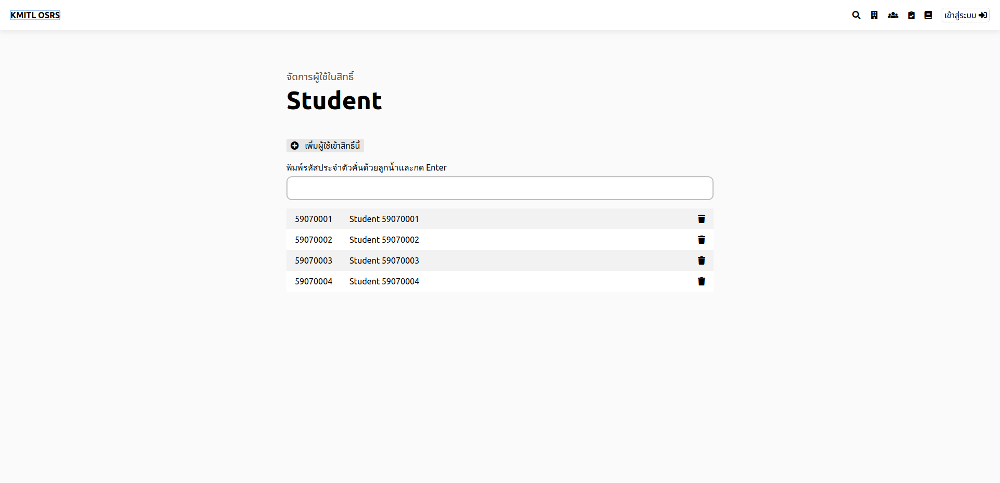 KMITL OSRS
เข้าสู่ระบบ
จัดการผู้ใช้ในสิทธิ์
Student
เพิ่มผู้ใช้เข้าสิทธิ์นี้
พิมพ์รหัสประจำตัวคั่นด้วยลูกน้ำและกด Enter
59070001 Student 59070001
59070002 Student 59070002
59070003 Student 59070003
59070004 Student 59070004